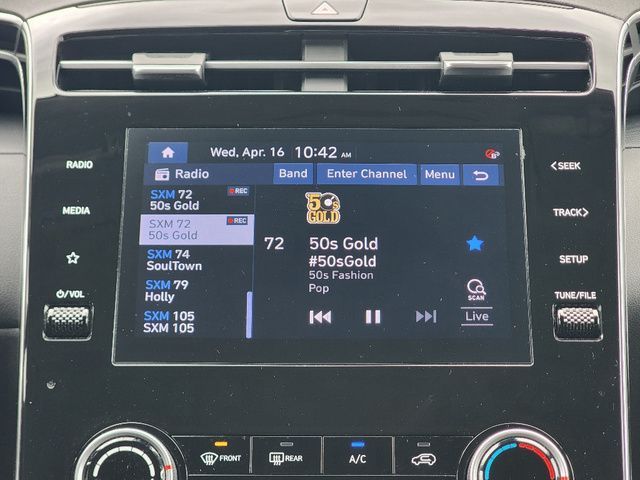 Wed, Apr. 16 10:42 AM
Radio Band Enter Channel Menu
SXM 72 REC
50s Gold
SXM 72 REC
50s Gold
SXM 74
SoulTown
SXM 79
Holly
SXM 105
SXM 105
50s
GOLD
72 50s Gold
#50sGold
50s Fashion
Pop
SCAN
Live
RADIO
MEDIA
/VOL
<SEEK
TRACK>
SETUP
TUNE/FILE
FRONT
REAR
A/C